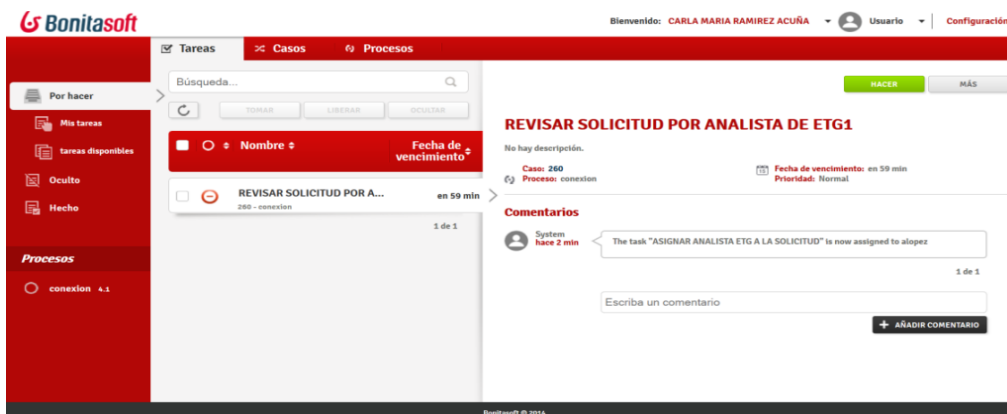 Bonitasoft
Bienvenido: CARLA MARIA RAMIREZ ACUÑA Usuario Configuración
Tareas Casos Procesos
Por hacer
Mis tareas
tareas disponibles
Oculto
Hecho
Procesos
conexion 4.1
Búsqueda...
TOMAR LIBERAR OCULTAR
Nombre Fecha de
vencimiento
REVISAR SOLICITUD POR A... en 59 min
260 - conexion
1 de 1
HACER MÁS
REVISAR SOLICITUD POR ANALISTA DE ETG1
No hay descripción.
Caso: 260 Fecha de vencimiento: en 59 min
Proceso: conexion Prioridad: Normal
Comentarios
System
hace 2 min
The task "ASIGNAR ANALISTA ETG A LA SOLICITUD" is now assigned to alopez
1 de 1
Escriba un comentario
+ AÑADIR COMENTARIO
Bonitasoft © 2014